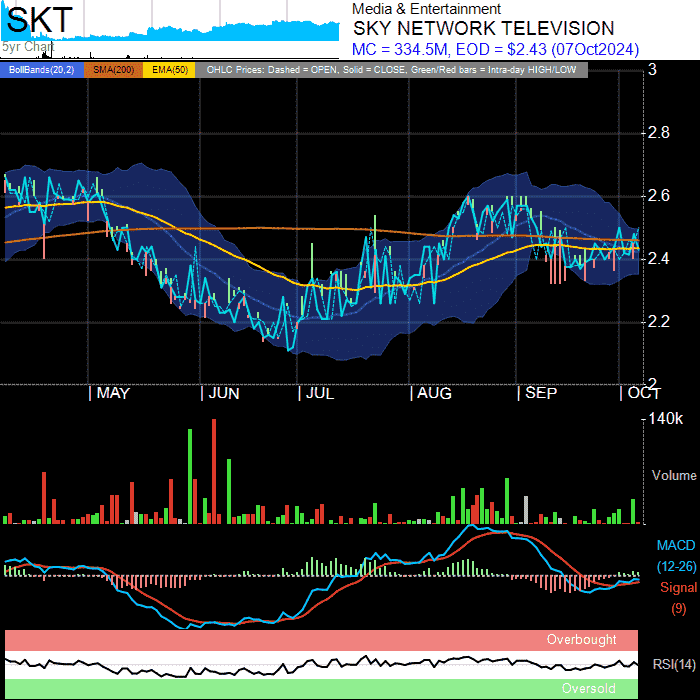 SKT
5yr Chart
Media & Entertainment
SKY NETWORK TELEVISION
MC = 334.5M, EOD = $2.43 (07Oct2024)
BollBands(20,2) SMA(200) EMA(50) OHLC Prices: Dashed = OPEN, Solid = CLOSE, Green/Red bars = Intra-day HIGH/LOW
3
2.8
2.6
2.4
2.2
2
MAY JUN JUL AUG SEP OCT
140k
Volume
MACD
(12-26)
Signal
(9)
Overbought
RSI(14)
Oversold